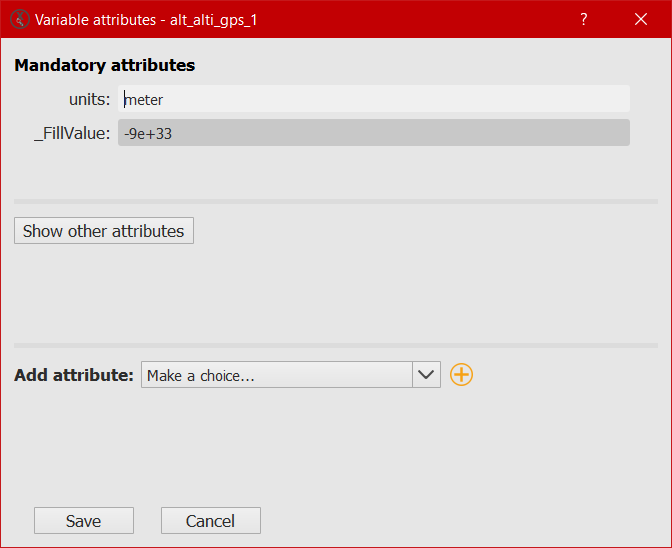 Variable attributes - alt_alti_gps_1
?
Mandatory attributes
units: meter
_FillValue: -9e+33
Show other attributes
Add attribute: Make a choice...
Save Cancel